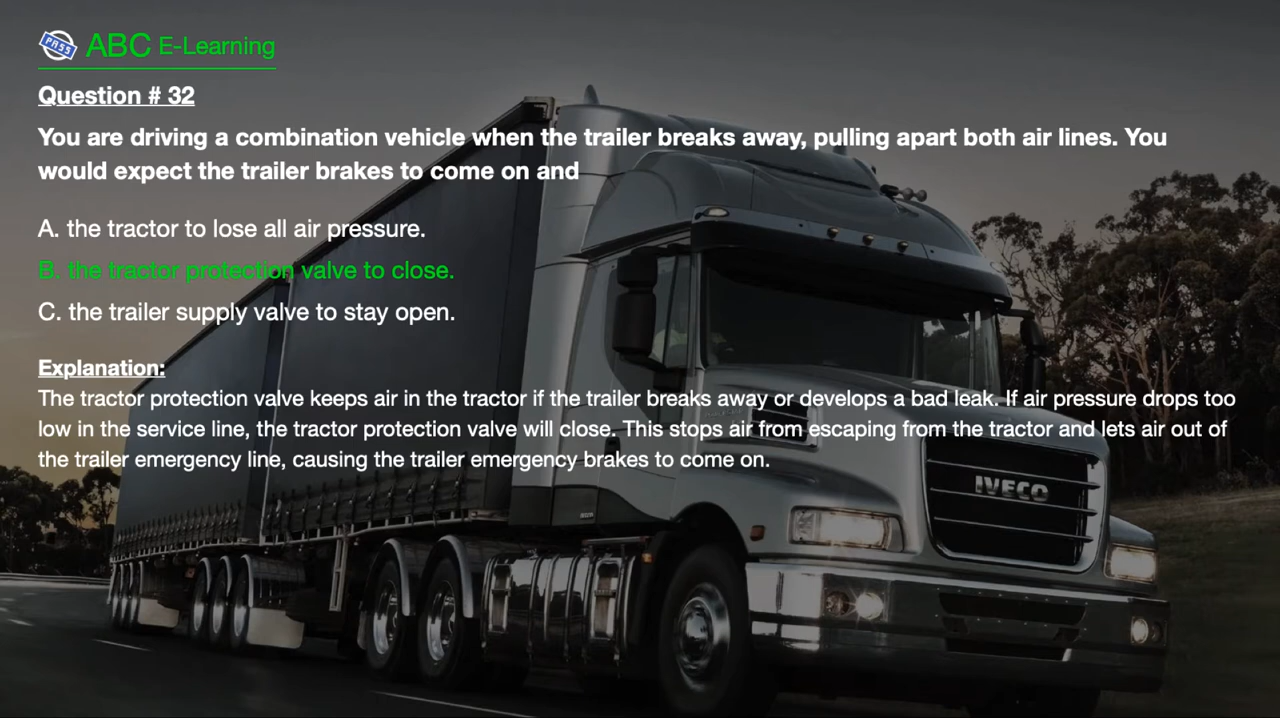 PASS
ABC E-Learning
Question # 32
You are driving a combination vehicle when the trailer breaks away, pulling apart both air lines. You
would expect the trailer brakes to come on and
A. the tractor to lose all air pressure.
B. the tractor protection valve to close.
C. the trailer supply valve to stay open.
Explanation:
The tractor protection valve keeps air in the tractor if the trailer breaks away or develops a bad leak. If air pressure drops too
low in the service line, the tractor protection valve will close. This stops air from escaping from the tractor and lets air out of
the trailer emergency line, causing the trailer emergency brakes to come on.
IVECO